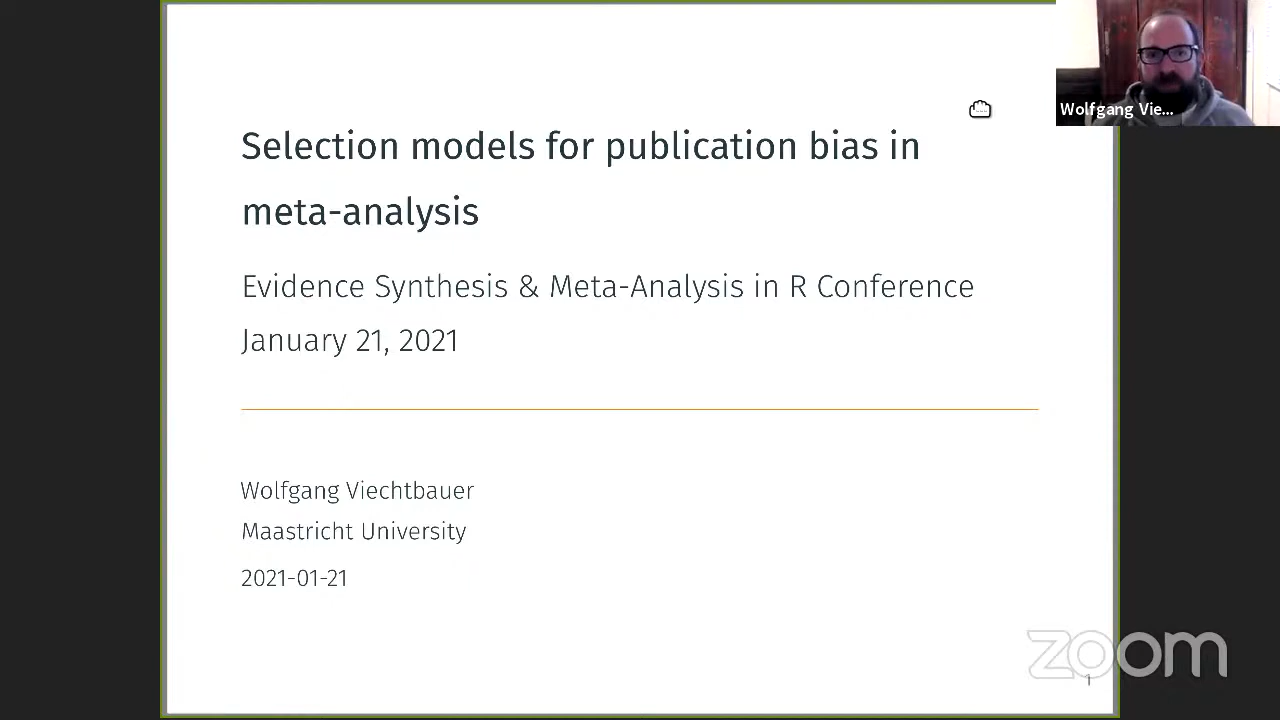 Selection models for publication bias in
meta-analysis
Evidence Synthesis & Meta-Analysis in R Conference
January 21, 2021
Wolfgang Viechtbauer
Maastricht University
2021-01-21
Wolfgang Vie...
zoom
1